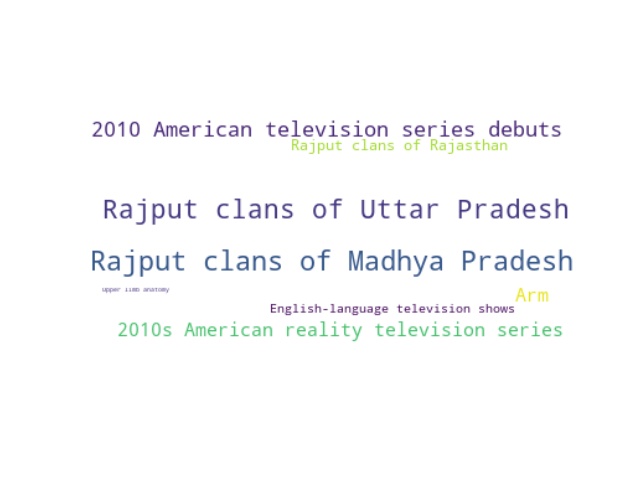 2010 American television series debuts
Rajput clans of Rajasthan
Rajput clans of Uttar Pradesh
Rajput clans of Madhya Pradesh
Upper limb anatomy
Arm
English-language television shows
2010s American reality television series